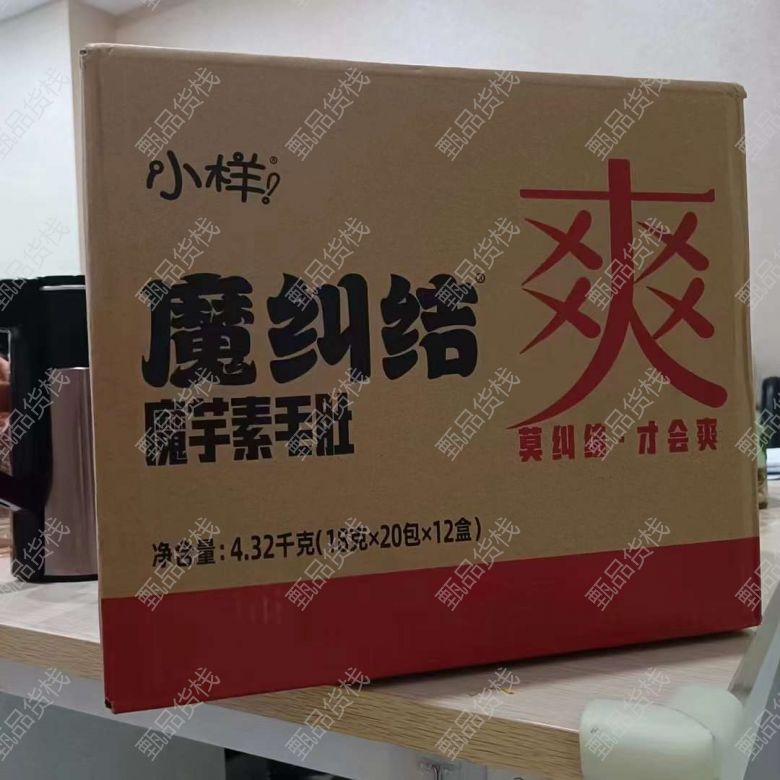 小样®
魔纠结®
魔芋素毛肚
爽
莫纠结·才会爽
净含量：4.32千克(18克×20包×12盒)
甄品货栈